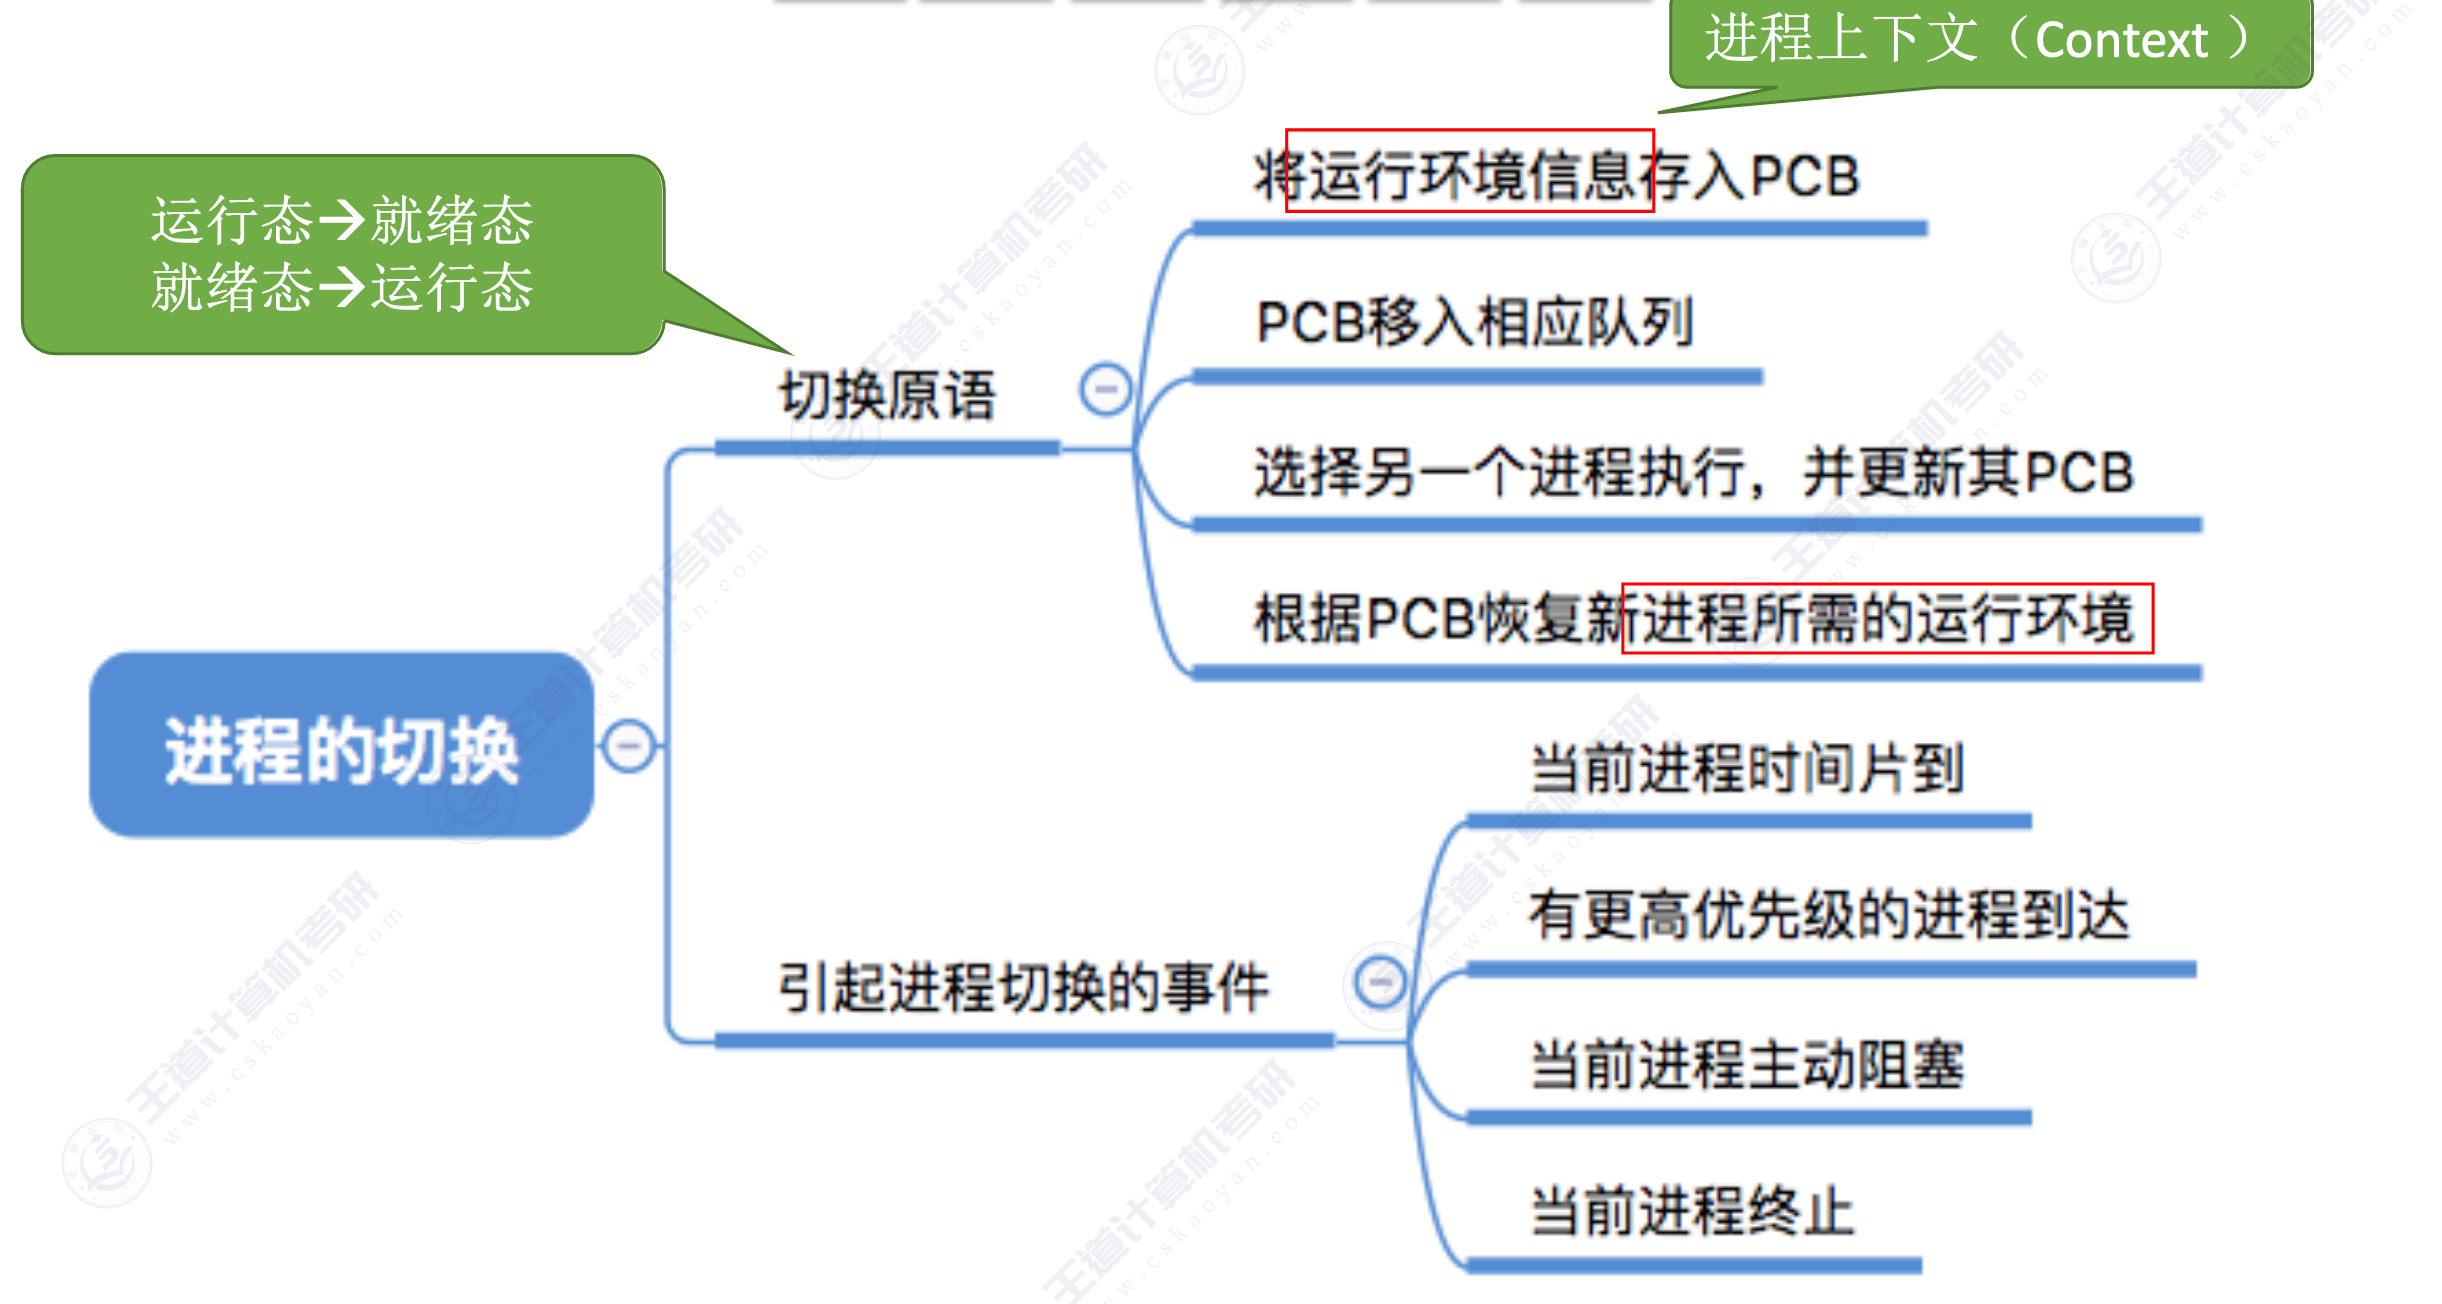 进程上下文（Context ）
运行态→就绪态
就绪态→运行态
将运行环境信息存入PCB
PCB移入相应队列
切换原语
选择另一个进程执行，并更新其PCB
根据PCB恢复新进程所需的运行环境
进程的切换
当前进程时间片到
有更高优先级的进程到达
引起进程切换的事件
当前进程主动阻塞
当前进程终止
王道计算机考研
www.cskaoyan.com